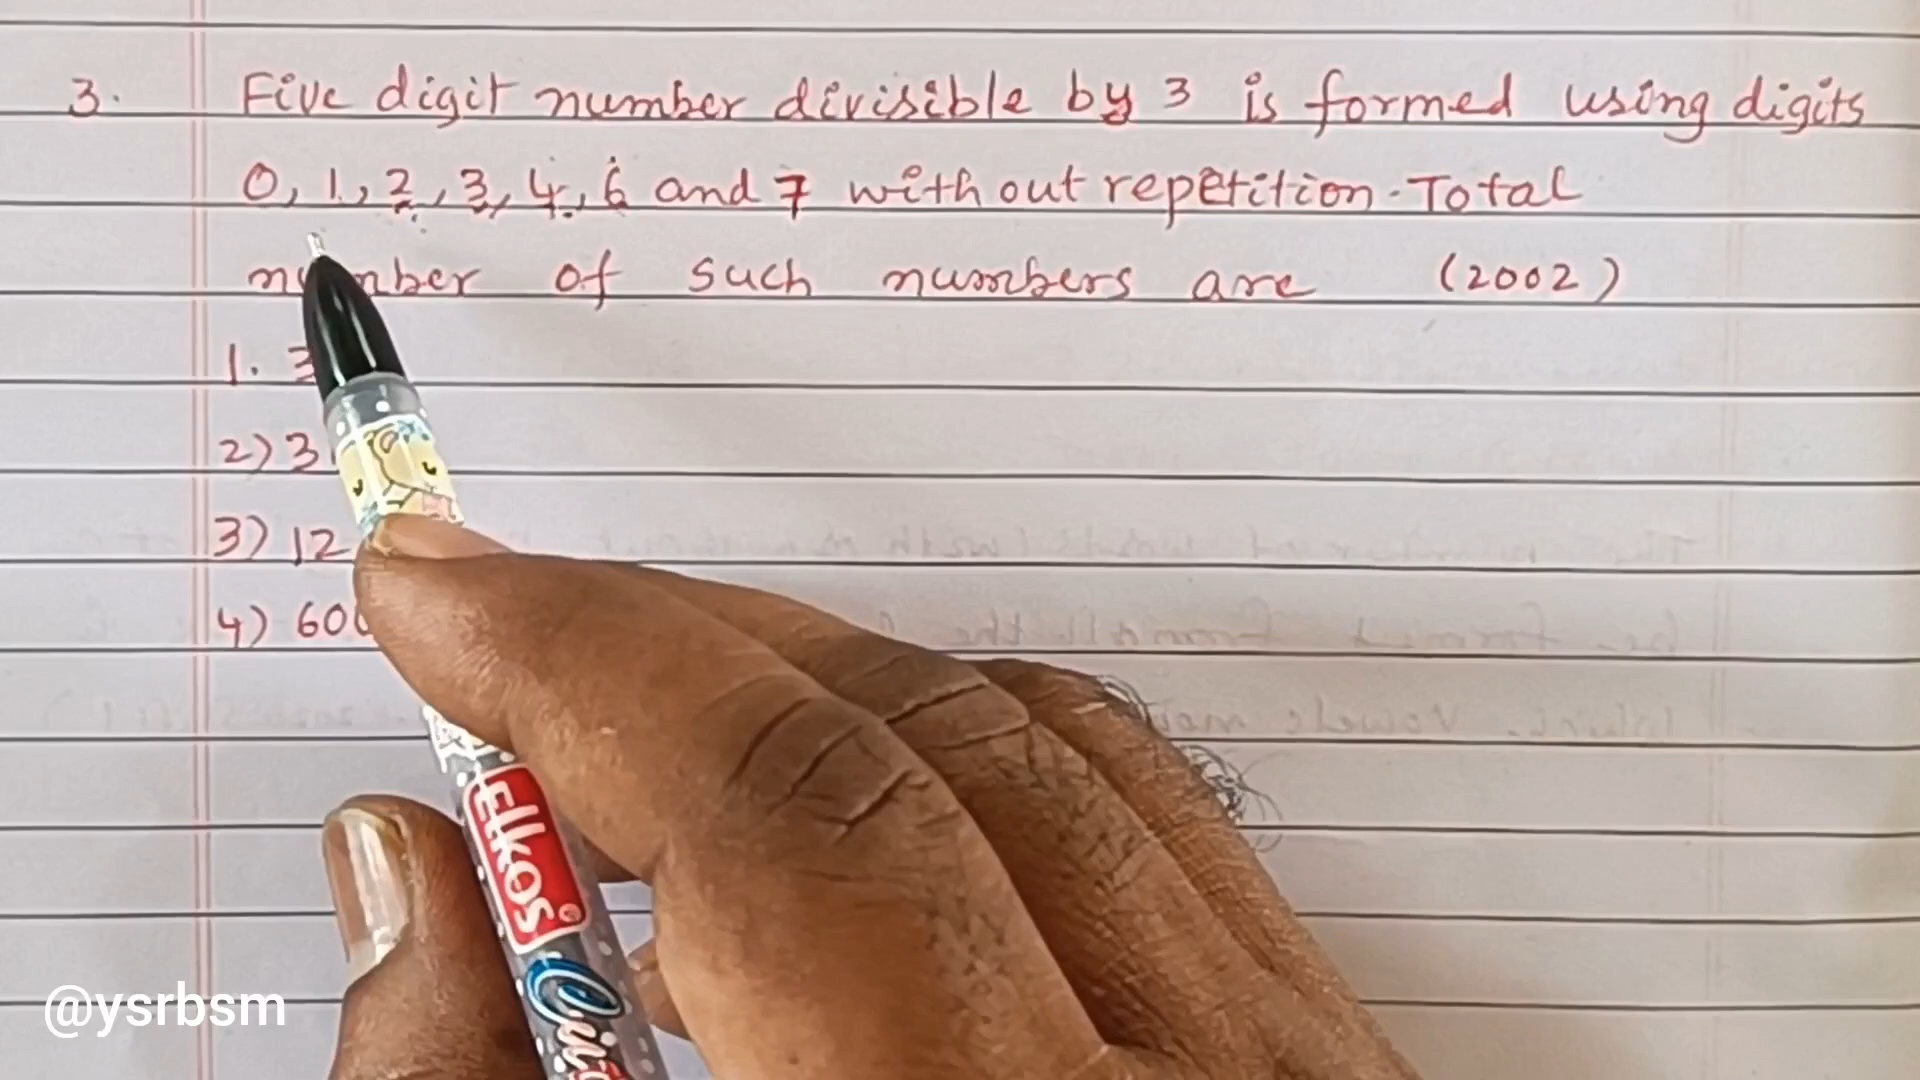 3. Five digit number divisible by 3 is formed using digits
0, 1, 2, 3, 4, 6 and 7 without repetition. Total
of such numbers are (2002)
1. 3
2) 3
3) 12
4) 60
Elkos
@ysrbsm